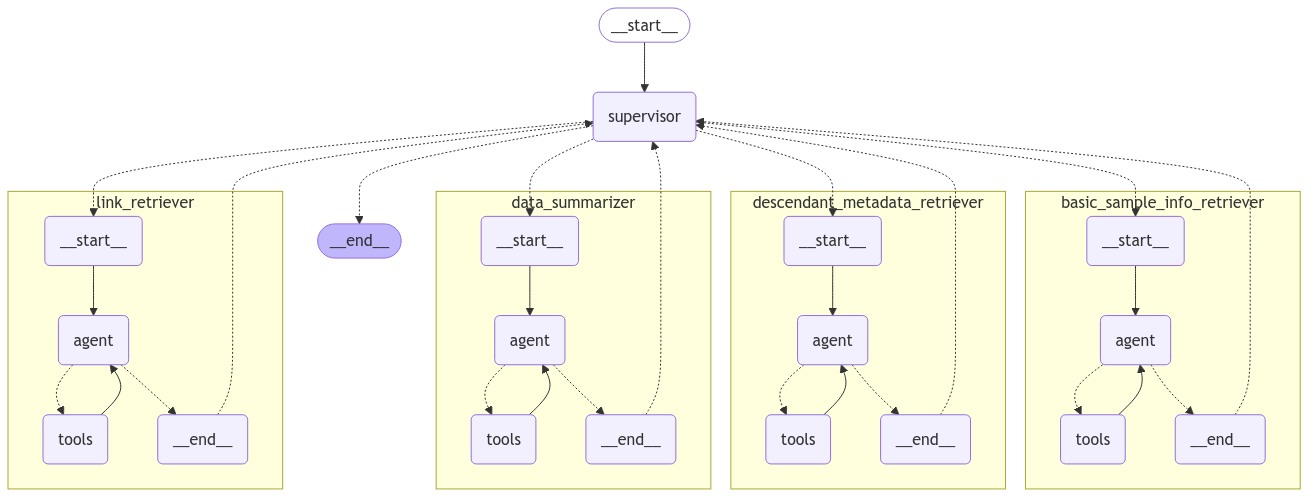 __start__
supervisor
link_retriever
data_summarizer
descendant_metadata_retriever
basic_sample_info_retriever
__start__
__end__
__start__
__start__
__start__
agent
agent
agent
agent
tools
__end__
tools
__end__
tools
__end__
tools
__end__